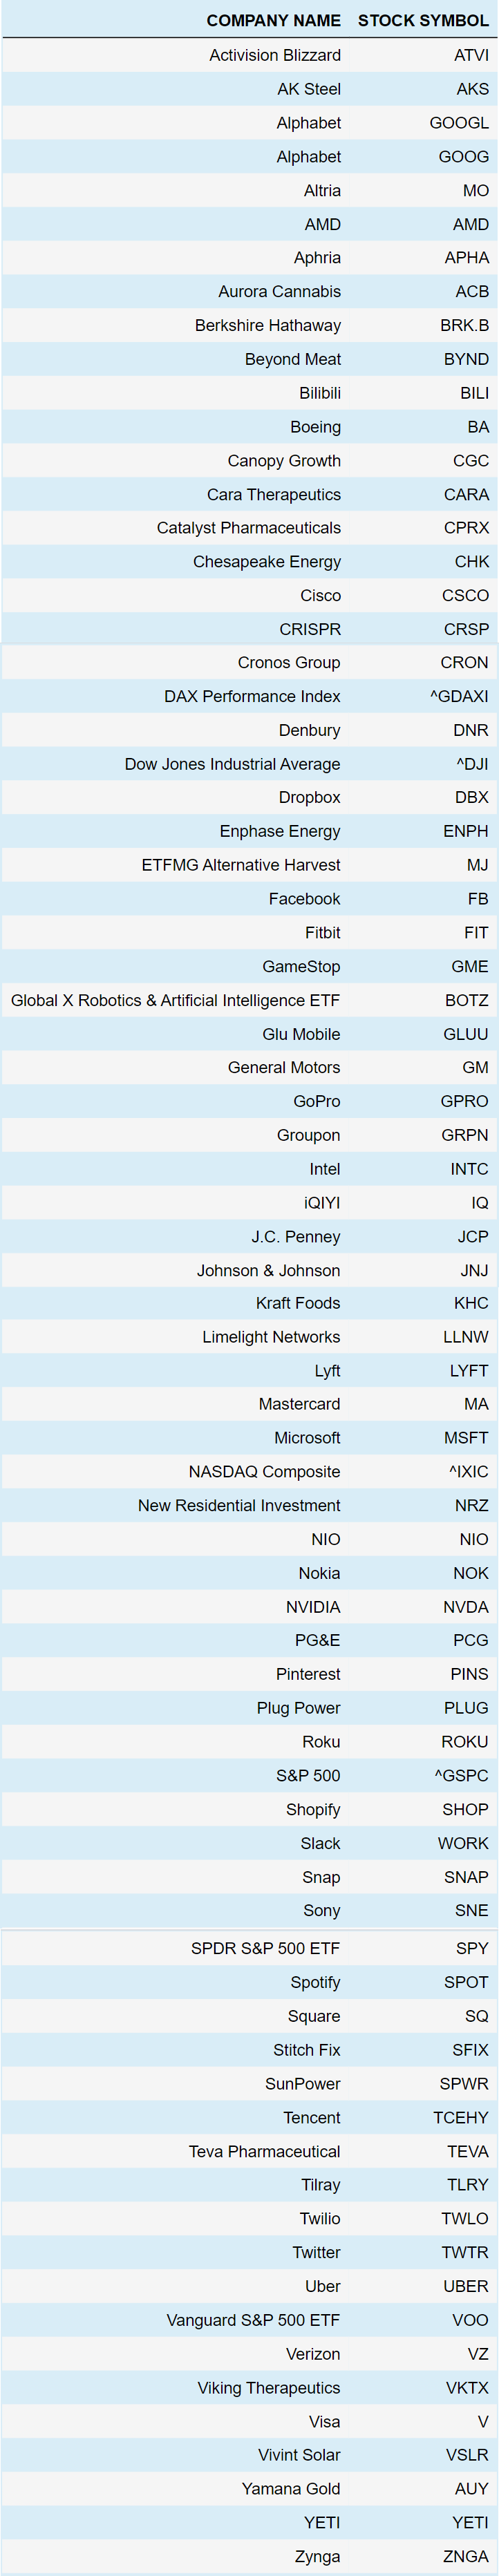 COMPANY NAME STOCK SYMBOL
Activision Blizzard ATVI
AK Steel AKS
Alphabet GOOGL
Alphabet GOOG
Altria MO
AMD AMD
Aphria APHA
Aurora Cannabis ACB
Berkshire Hathaway BRK.B
Beyond Meat BYND
Bilibili BILI
Boeing BA
Canopy Growth CGC
Cara Therapeutics CARA
Catalyst Pharmaceuticals CPRX
Chesapeake Energy CHK
Cisco CSCO
CRISPR CRSP
Cronos Group CRON
DAX Performance Index ^GDAXI
Denbury DNR
Dow Jones Industrial Average ^DJI
Dropbox DBX
Enphase Energy ENPH
ETFMG Alternative Harvest MJ
Facebook FB
Fitbit FIT
GameStop GME
Global X Robotics & Artificial Intelligence ETF BOTZ
Glu Mobile GLUU
General Motors GM
GoPro GPRO
Groupon GRPN
Intel INTC
iQIYI IQ
J.C. Penney JCP
Johnson & Johnson JNJ
Kraft Foods KHC
Limelight Networks LLNW
Lyft LYFT
Mastercard MA
Microsoft MSFT
NASDAQ Composite ^IXIC
New Residential Investment NRZ
NIO NIO
Nokia NOK
NVIDIA NVDA
PG&E PCG
Pinterest PINS
Plug Power PLUG
Roku ROKU
S&P 500 ^GSPC
Shopify SHOP
Slack WORK
Snap SNAP
Sony SNE
SPDR S&P 500 ETF SPY
Spotify SPOT
Square SQ
Stitch Fix SFIX
SunPower SPWR
Tencent TCEHY
Teva Pharmaceutical TEVA
Tilray TLRY
Twilio TWLO
Twitter TWTR
Uber UBER
Vanguard S&P 500 ETF VOO
Verizon VZ
Viking Therapeutics VKTX
Visa V
Vivint Solar VSLR
Yamana Gold AUY
YETI YETI
Zynga ZNGA